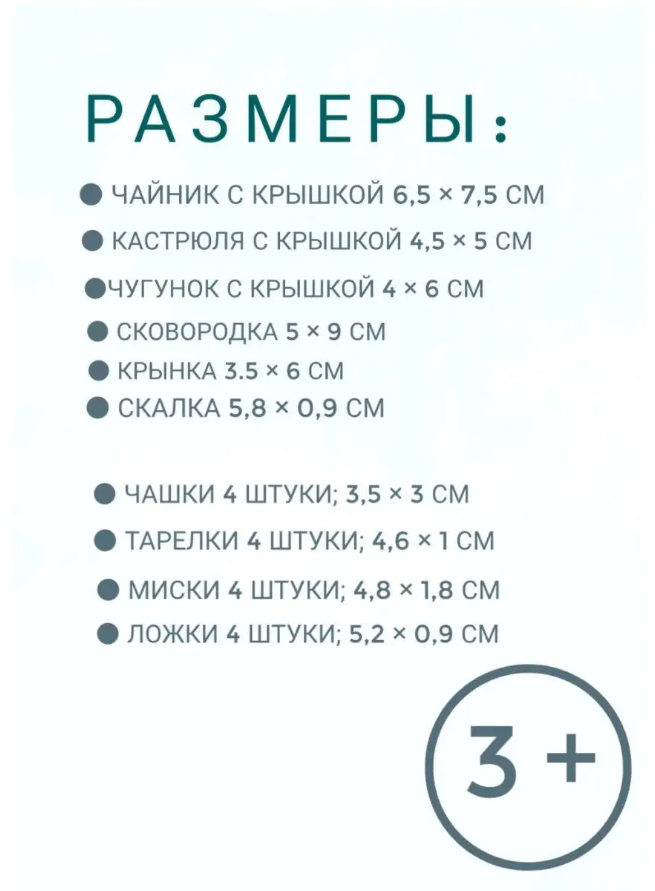 РАЗМЕРЫ:
● ЧАЙНИК С КРЫШКОЙ 6,5 × 7,5 СМ
● КАСТРЮЛЯ С КРЫШКОЙ 4,5 × 5 СМ
●ЧУГУНОК С КРЫШКОЙ 4 × 6 СМ
● СКОВОРОДКА 5 × 9 СМ
● КРЫНКА 3.5 × 6 СМ
● СКАЛКА 5,8 × 0,9 СМ
● ЧАШКИ 4 ШТУКИ; 3,5 × 3 СМ
● ТАРЕЛКИ 4 ШТУКИ; 4,6 × 1 СМ
● МИСКИ 4 ШТУКИ; 4,8 × 1,8 СМ
● ЛОЖКИ 4 ШТУКИ; 5,2 × 0,9 СМ
3 +